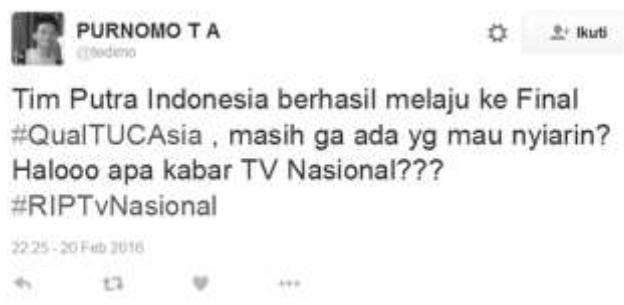 PURNOMO T A
@tedimo
Ikuti
Tim Putra Indonesia berhasil melaju ke Final
#QualTUCAsia , masih ga ada yg mau nyiarin?
Halooo apa kabar TV Nasional???
#RIPTvNasional
22:25 - 20 Feb 2016